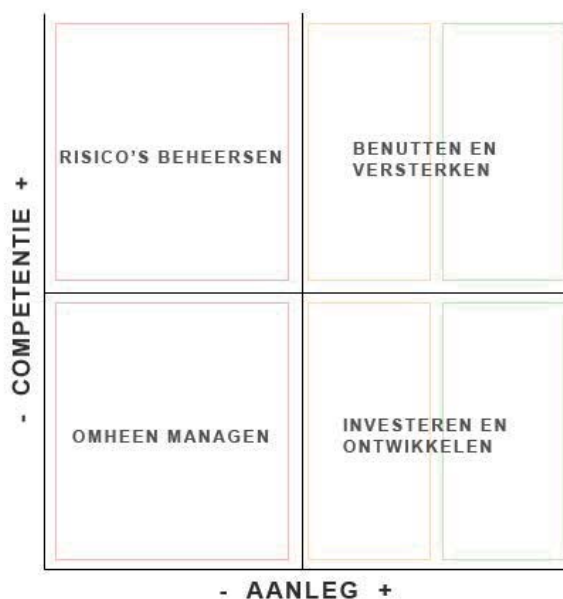 RISICO'S BEHEERSEN
BENUTTEN EN
VERSTERKEN
- COMPETENTIE +
OMHEEN MANAGEN
INVESTEREN EN
ONTWIKKELEN
- AANLEG +